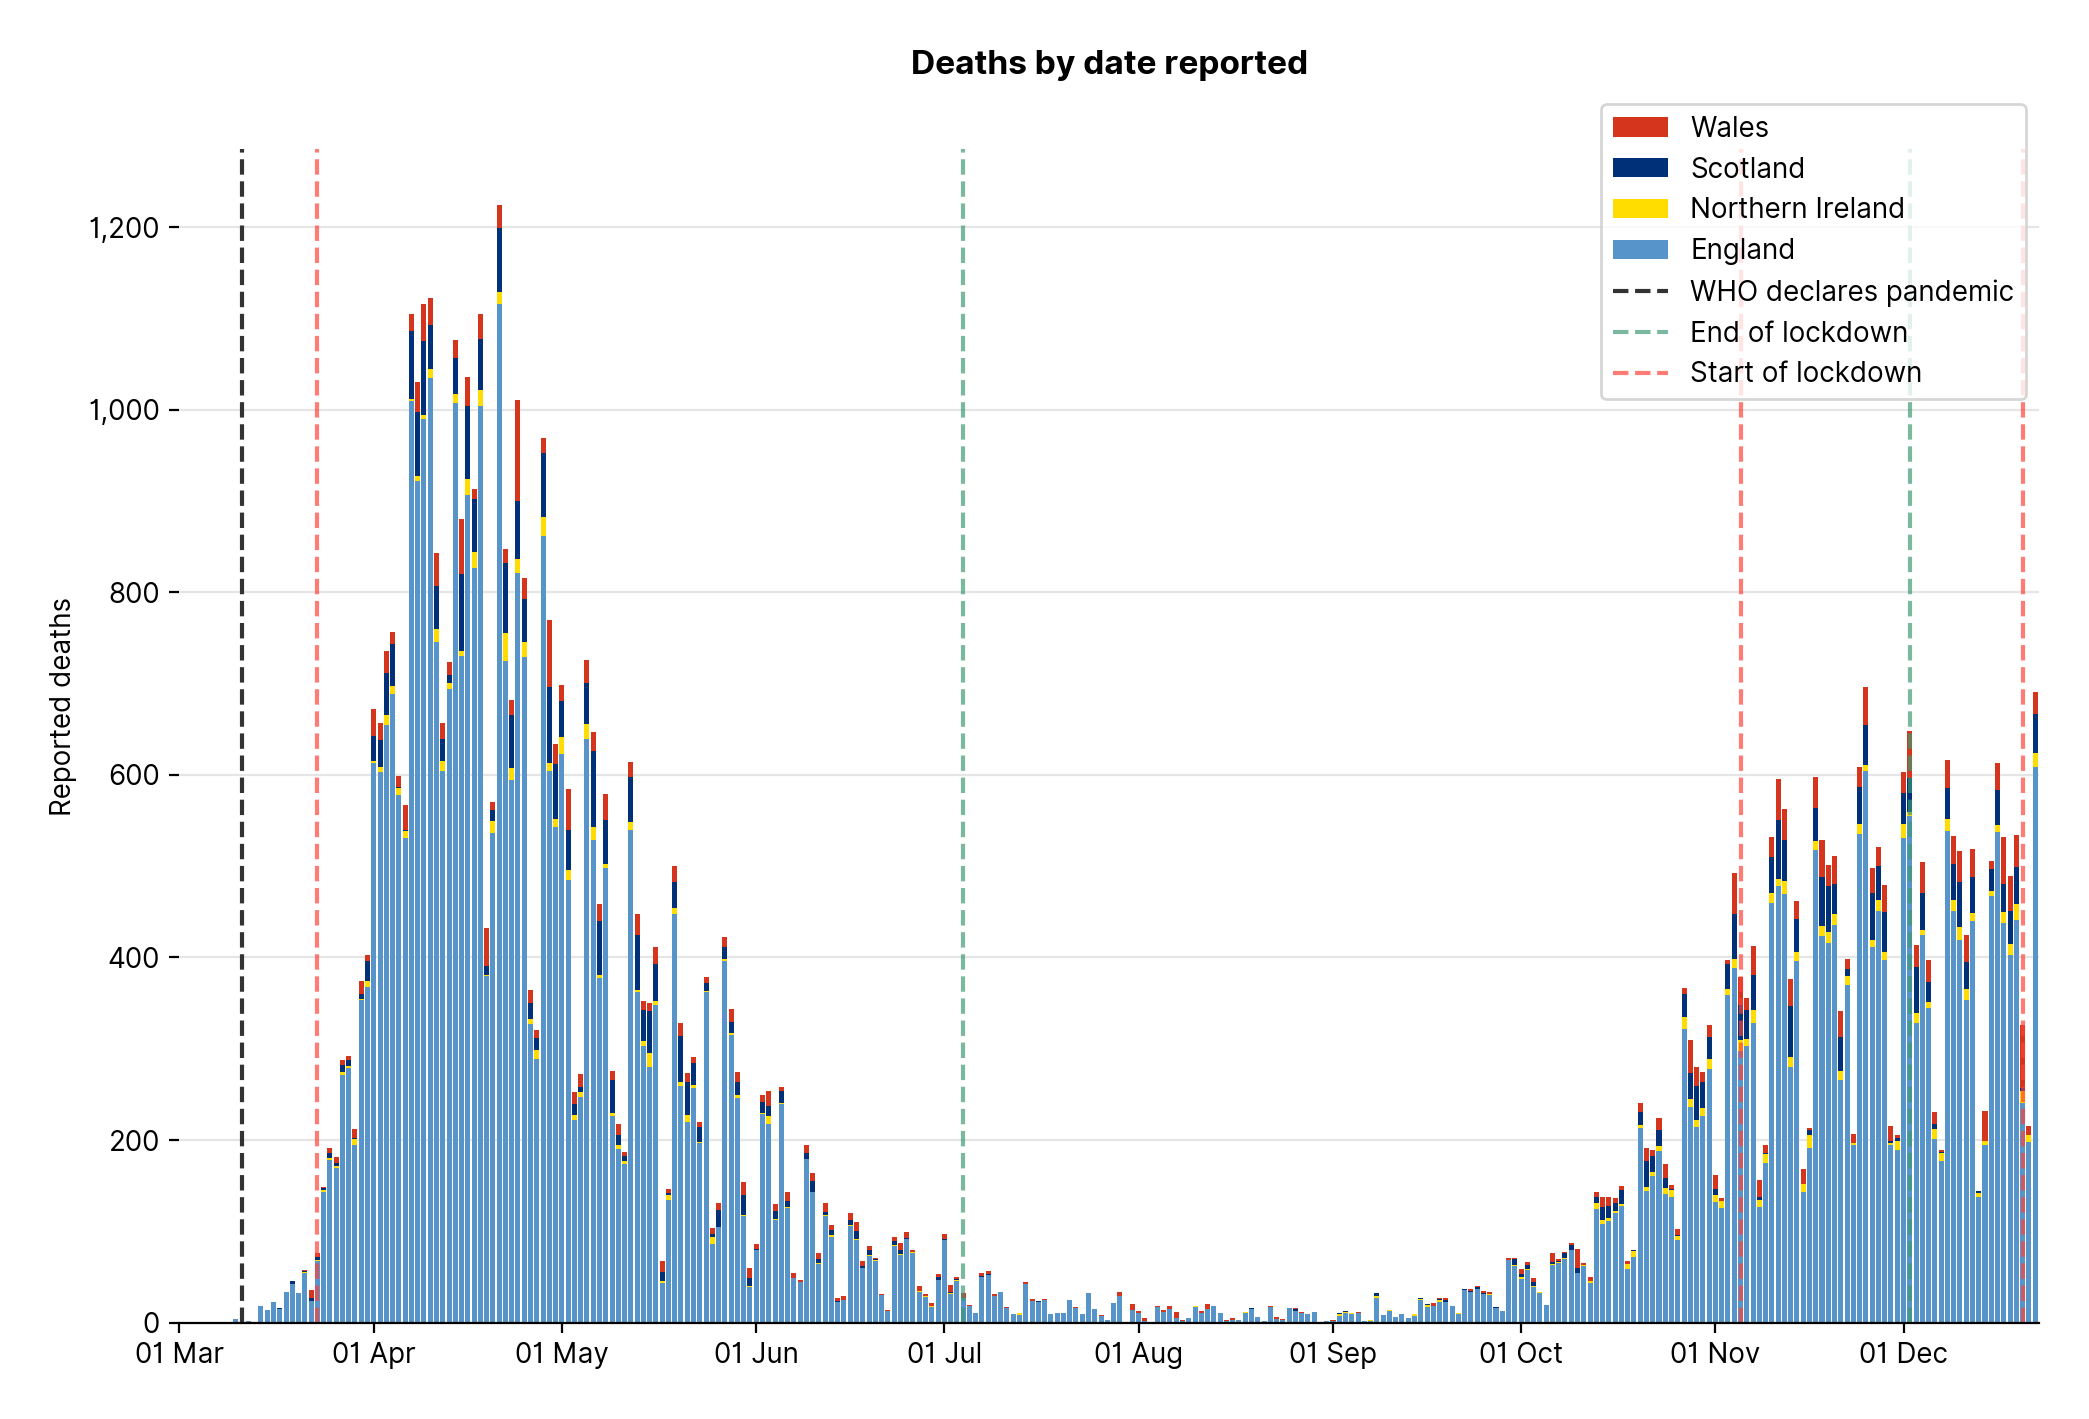 Deaths by date reported
Wales
Scotland
Northern Ireland
England
WHO declares pandemic
End of lockdown
Start of lockdown
Reported deaths
1,200
1,000
800
600
400
200
0
01 Mar 01 Apr 01 May 01 Jun 01 Jul 01 Aug 01 Sep 01 Oct 01 Nov 01 Dec